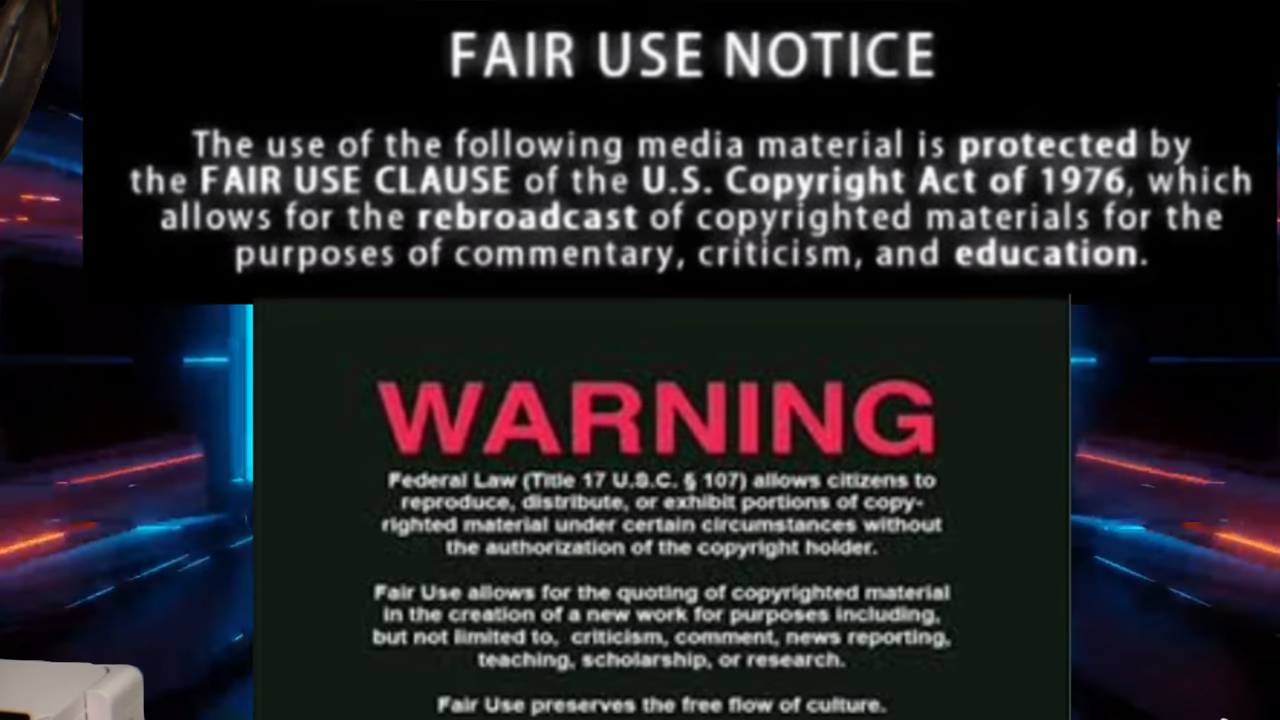 FAIR USE NOTICE
The use of the following media material is protected by
the FAIR USE CLAUSE of the U.S. Copyright Act of 1976, which
allows for the rebroadcast of copyrighted materials for the
purposes of commentary, criticism, and education.
WARNING
Federal Law (Title 17 U.S.C. § 107) allows citizens to
reproduce, distribute, or exhibit portions of copy-
righted material under certain circumstances without
the authorization of the copyright holder.
Fair Use allows for the quoting of copyrighted material
in the creation of a new work for purposes including,
but not limited to, criticism, comment, news reporting,
teaching, scholarship, or research.
Fair Use preserves the free flow of culture.